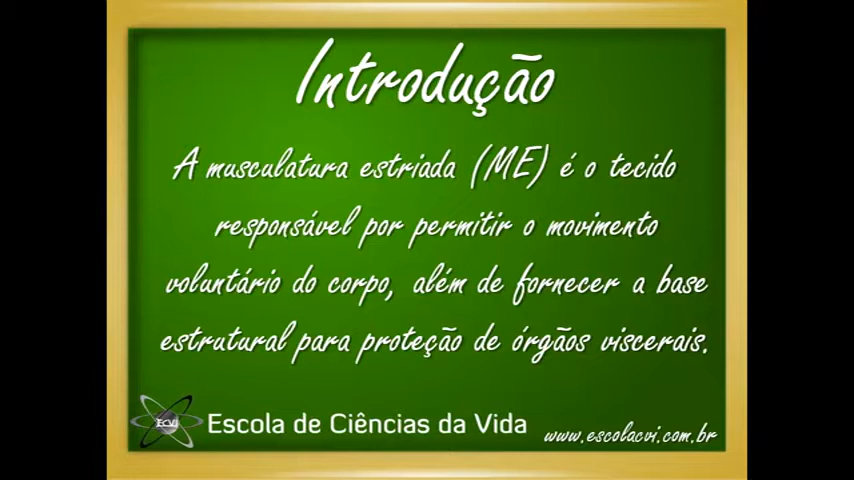 Introdução
A musculatura estriada (ME) é o tecido
responsável por permitir o movimento
voluntário do corpo, além de fornecer a base
estrutural para proteção de órgãos viscerais.
ECVI Escola de Ciências da Vida
www.escolacvi.com.br